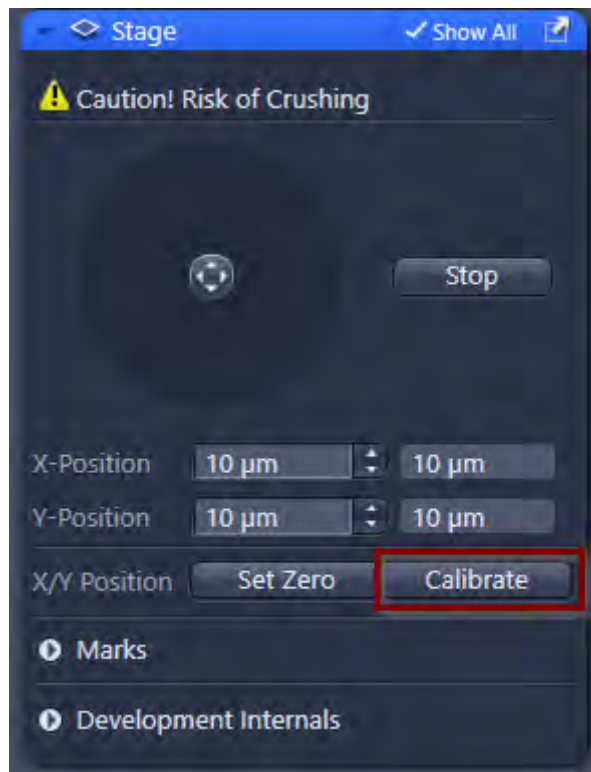 Stage Show All
Caution! Risk of Crushing
Stop
X-Position 10 µm 10 µm
Y-Position 10 µm 10 µm
X/Y Position Set Zero Calibrate
Marks
Development Internals